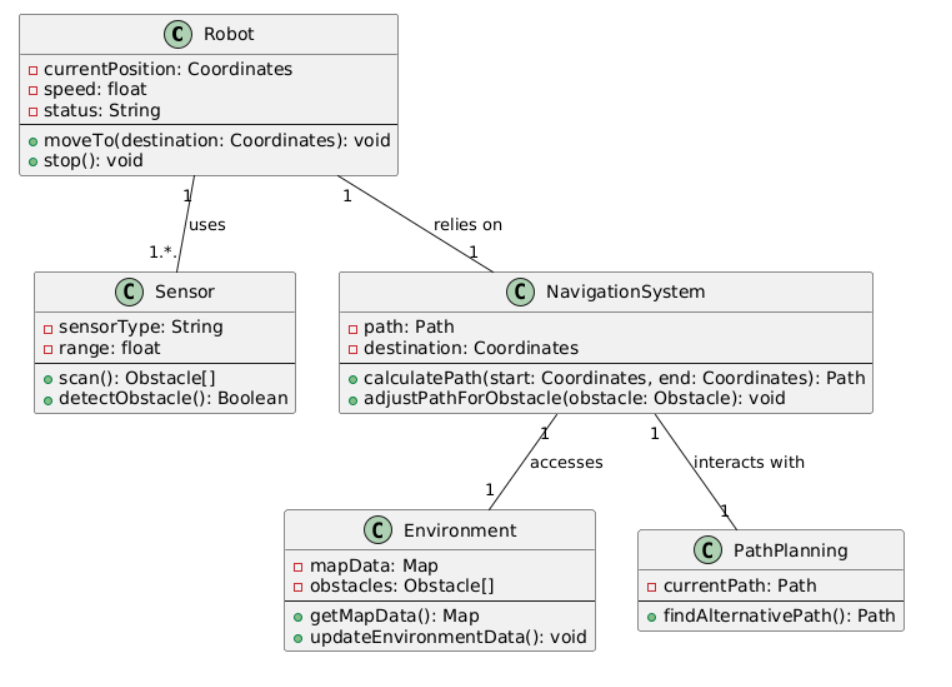 C Robot
currentPosition: Coordinates
speed: float
status: String
moveTo(destination: Coordinates): void
stop(): void
1
1
uses
relies on
1.*.
1
C Sensor
sensorType: String
range: float
scan(): Obstacle[]
detectObstacle(): Boolean
C NavigationSystem
path: Path
destination: Coordinates
calculatePath(start: Coordinates, end: Coordinates): Path
adjustPathForObstacle(obstacle: Obstacle): void
1
1
accesses
interacts with
1
1
C Environment
mapData: Map
obstacles: Obstacle[]
getMapData(): Map
updateEnvironmentData(): void
C PathPlanning
currentPath: Path
findAlternativePath(): Path